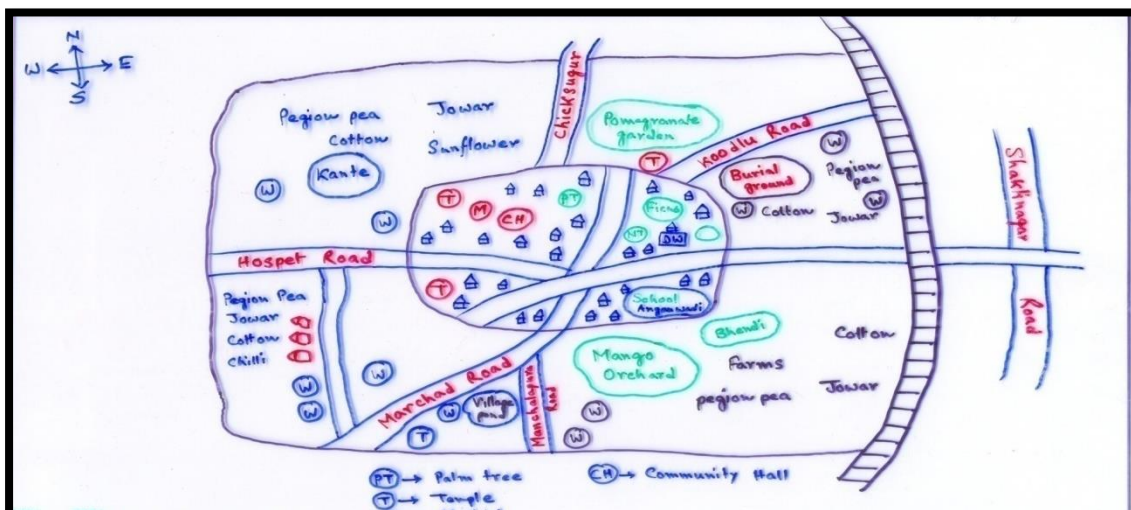 N
W E
S
Pegion pea
Cotton
Jowar
Sunflower
Kante
W
W
Chicksugur
Pomegranate
garden
T
Koodlu Road
Burial
ground
W
Pegion
pea
W
W
Cotton
Jowar
Shakhinagar
Road
T
M
CH
PT
Ficus
NT
DW
Hospet Road
T
School
Anganwadi
Pegion Pea
Jowar
Cotton
Chilli
W
W
W
Marchad Road
W
Village
pond
T
Manchalapura
Road
Mango
Orchard
Bhendi
Farms
pegion pea
Cotton
Jowar
W
W
PT → Palm tree
T → Temple
CH → Community Hall